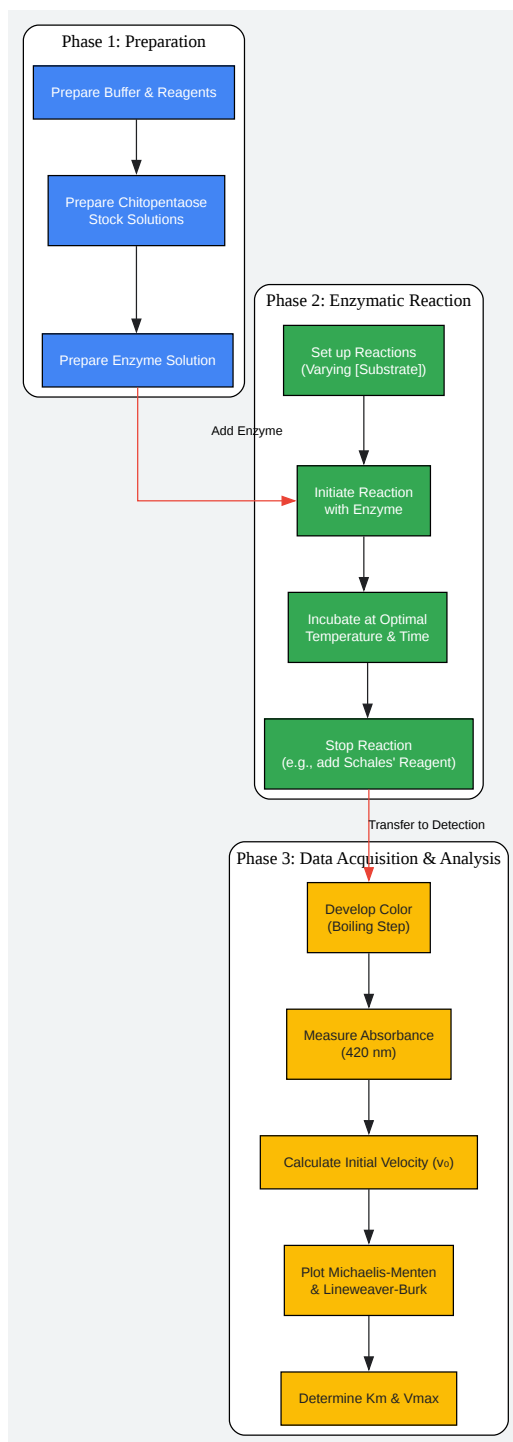 Phase 1: Preparation
Prepare Buffer & Reagents
Prepare Chitopentaose
Stock Solutions
Prepare Enzyme Solution
Add Enzyme
Phase 2: Enzymatic Reaction
Set up Reactions
(Varying [Substrate])
Initiate Reaction
with Enzyme
Incubate at Optimal
Temperature & Time
Stop Reaction
(e.g., add Schales' Reagent)
Transfer to Detection
Phase 3: Data Acquisition & Analysis
Develop Color
(Boiling Step)
Measure Absorbance
(420 nm)
Calculate Initial Velocity (v₀)
Plot Michaelis-Menten
& Lineweaver-Burk
Determine Km & Vmax